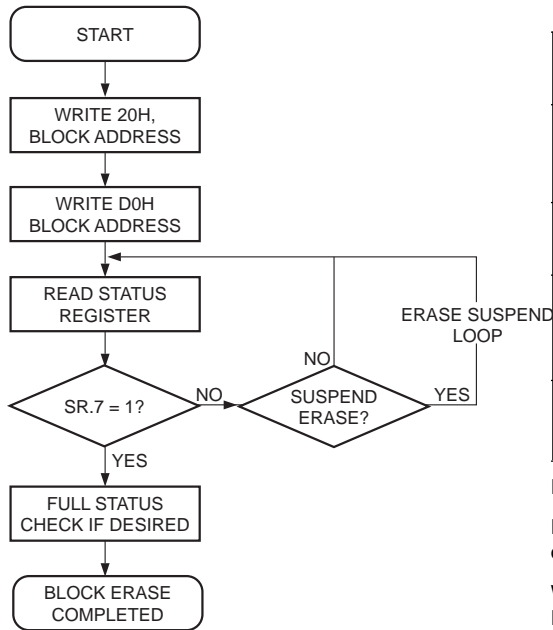 START
WRITE 20H,
BLOCK ADDRESS
WRITE D0H
BLOCK ADDRESS
READ STATUS
REGISTER
ERASE SUSPEND
LOOP
NO
SR.7 = 1?
NO
SUSPEND
ERASE?
YES
YES
FULL STATUS
CHECK IF DESIRED
BLOCK ERASE
COMPLETED